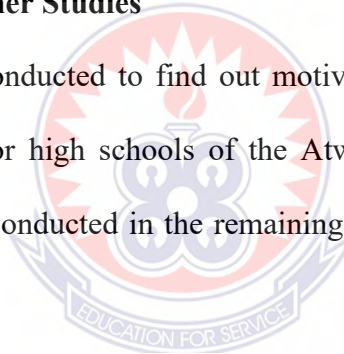 her Studies
onducted to find out motiv
or high schools of the Atw
onducted in the remaining
EDUCATION FOR SERVICE